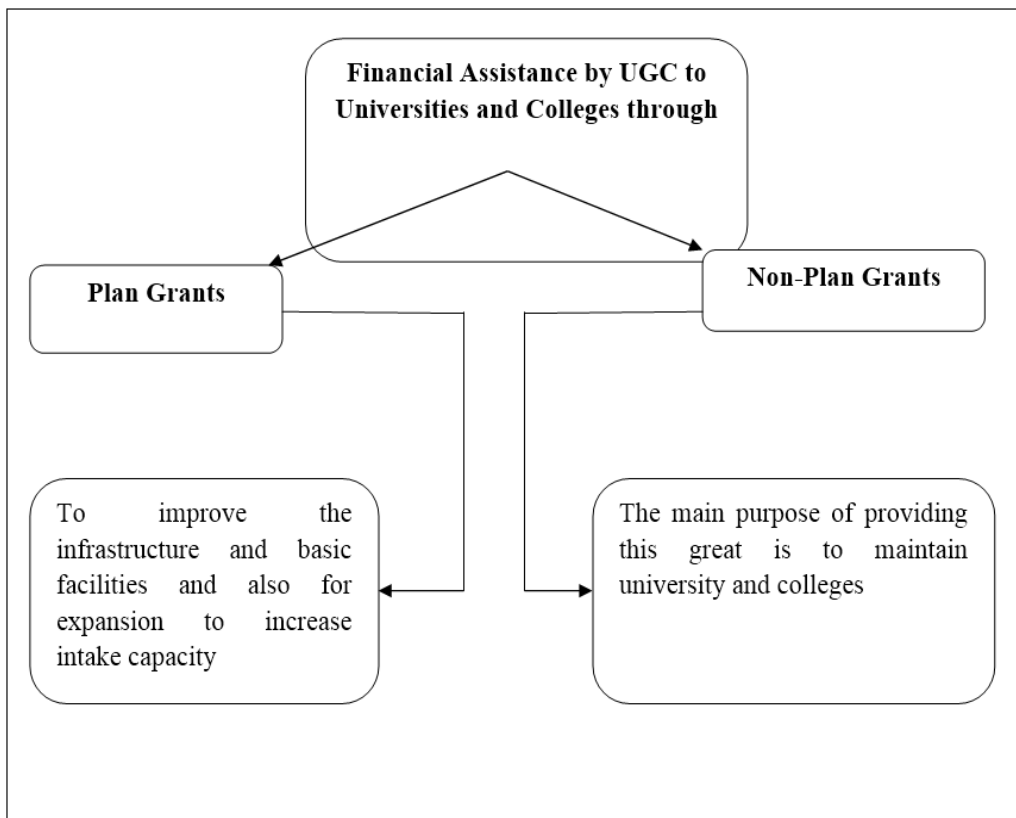 Financial Assistance by UGC to
Universities and Colleges through
Plan Grants
Non-Plan Grants
To improve the
infrastructure and basic
facilities and also for
expansion to increase
intake capacity
The main purpose of providing
this great is to maintain
university and colleges